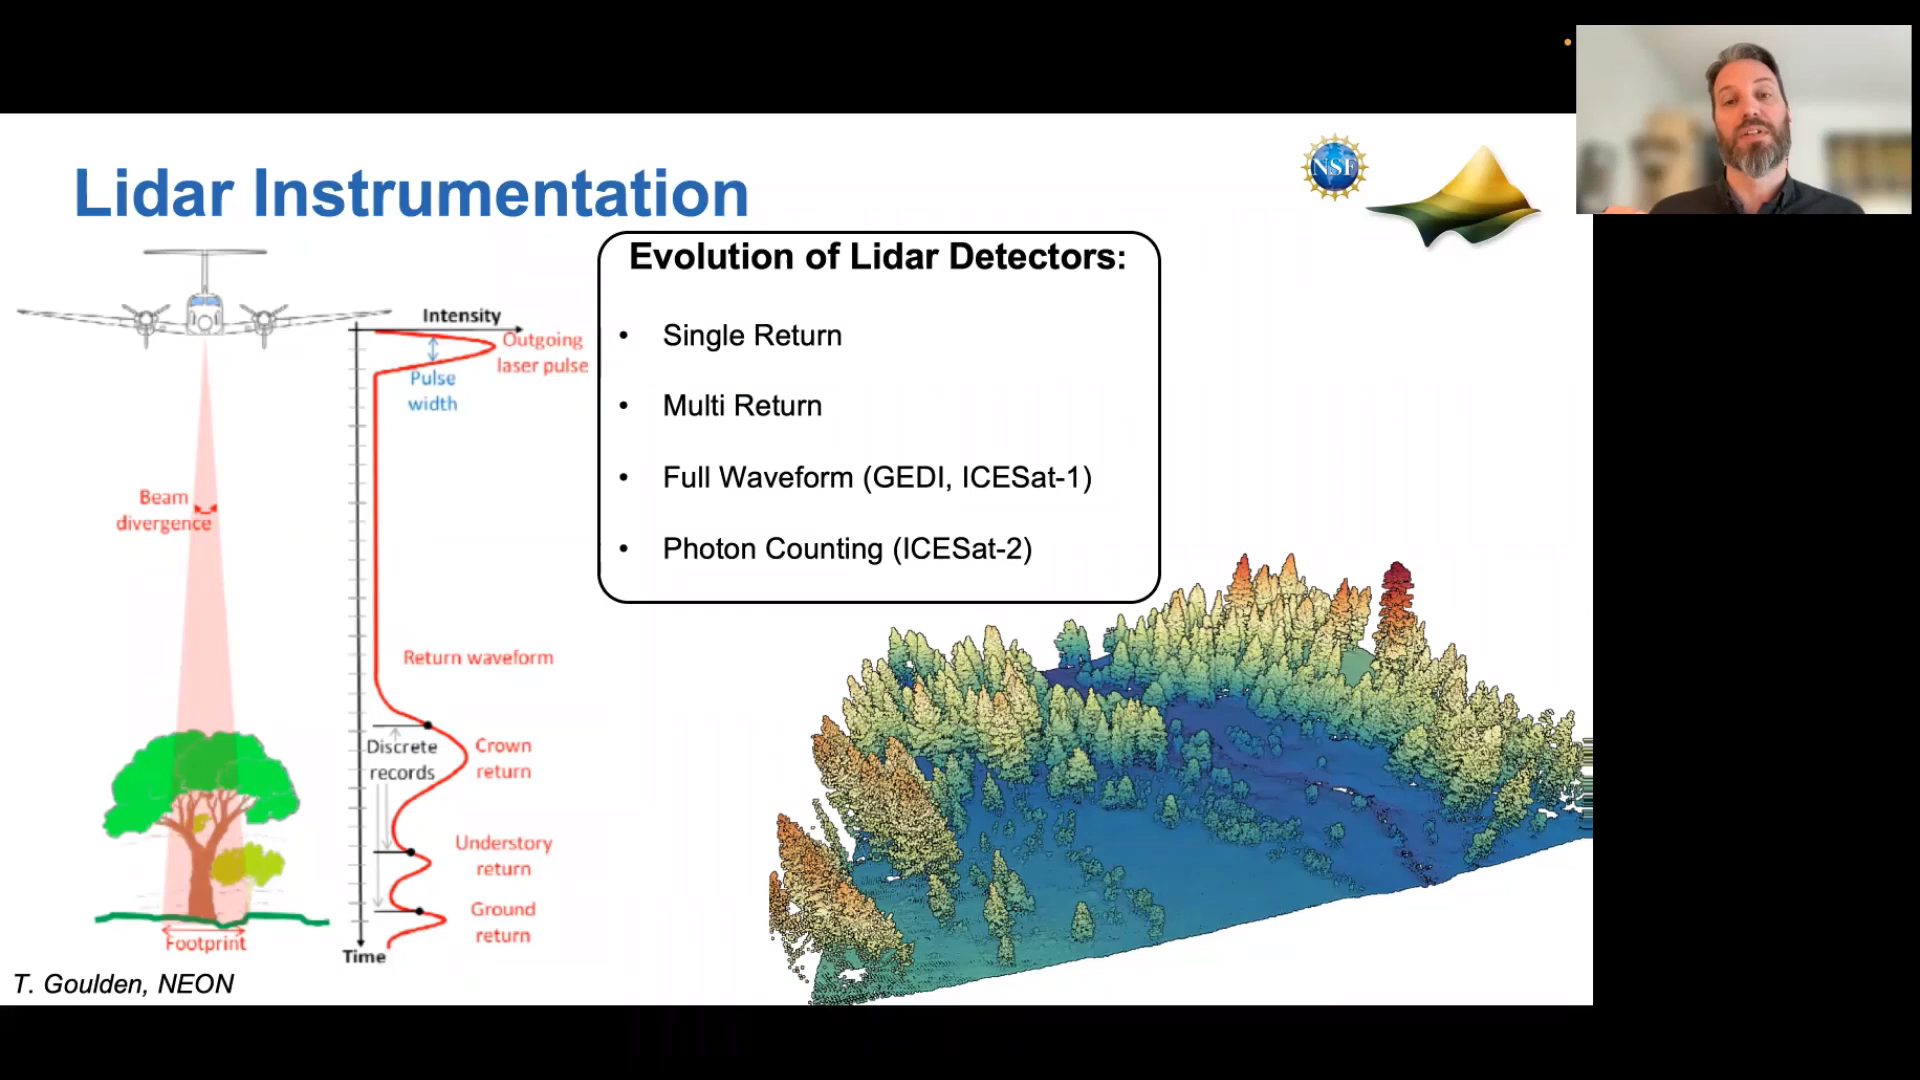 Lidar Instrumentation
NSF
Evolution of Lidar Detectors:
• Single Return
• Multi Return
• Full Waveform (GEDI, ICESat-1)
• Photon Counting (ICESat-2)
Intensity
Outgoing
laser pulse
Pulse
width
Beam
divergence
Return waveform
Discrete
records
Crown
return
Understory
return
Ground
return
Footprint
Time
T. Goulden, NEON